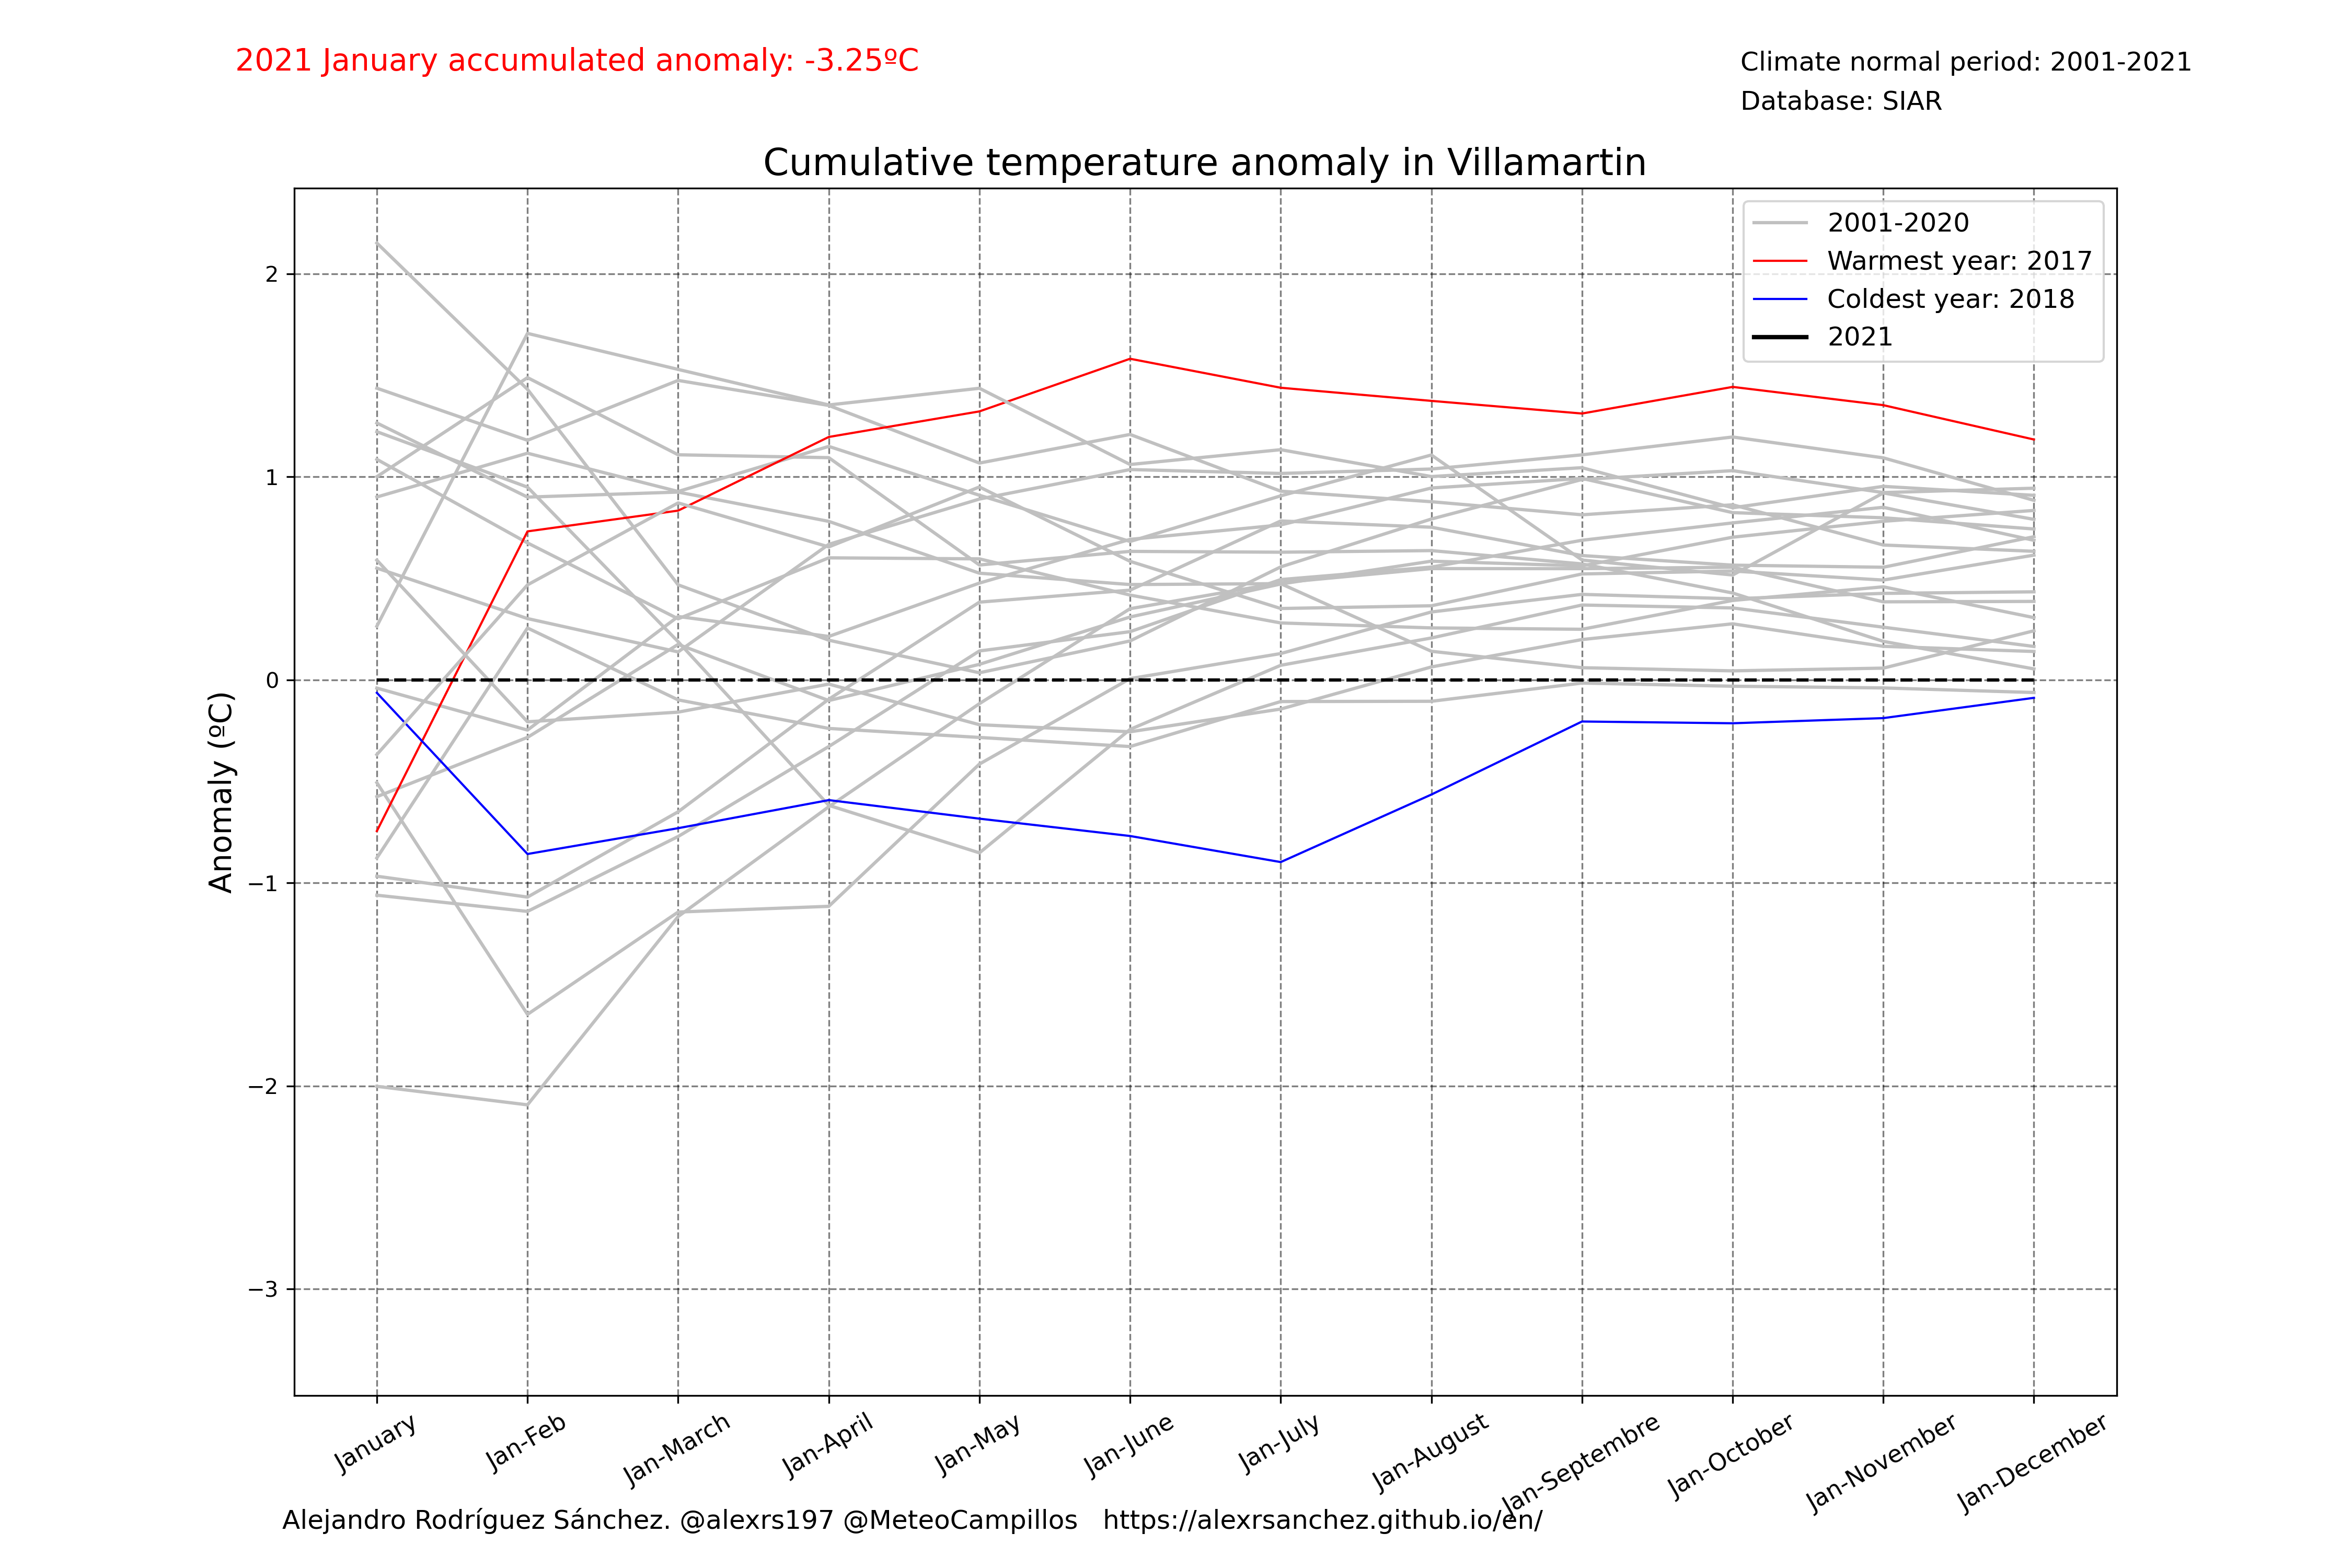 2021 January accumulated anomaly: -3.25ºC
Climate normal period: 2001-2021
Database: SIAR
Cumulative temperature anomaly in Villamartin
2001-2020
Warmest year: 2017
Coldest year: 2018
2021
Anomaly (ºC)
2
1
0
−1
−2
−3
January
Jan-Feb
Jan-March
Jan-April
Jan-May
Jan-June
Jan-July
Jan-August
Jan-Septembre
Jan-October
Jan-November
Jan-December
Alejandro Rodríguez Sánchez. @alexrs197 @MeteoCampillos   https://alexrsanchez.github.io/en/